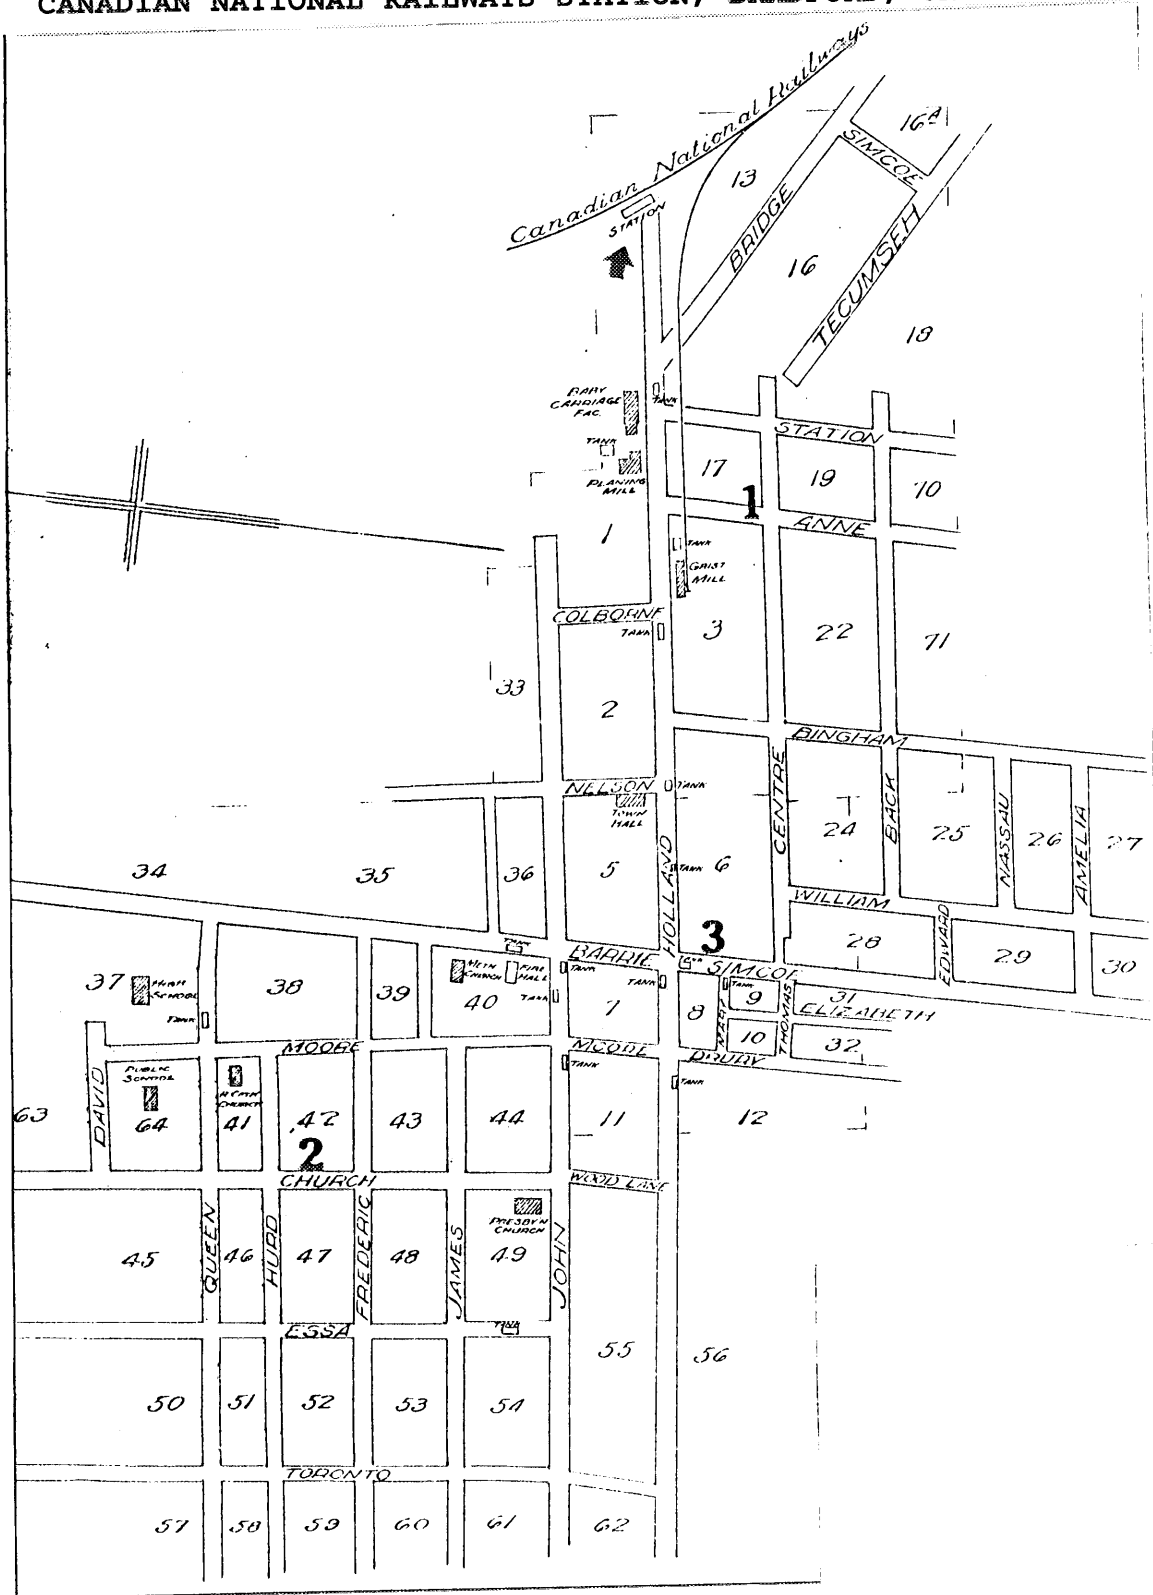 CANADIAN NATIONAL RAILWAYS STATION,
Canadian National Railways
16A
SIMCOE
13
STATION
BRIDGE
16
TECUMSEH
18
BABY
CARRIAGE
FAC.
TANK
TANK
STATION
PLANING
MILL
17
19
70
1
1
ANNE
TANK
GRIST
MILL
COLBORNE
TANK
3
22
71
33
2
BINGHAM
NELSON
TANK
TOWN
HALL
CENTRE
BACK
24
25
NASSAU
26
AMELIA
27
34
35
36
5
HOLLAND
TANK
6
WILLIAM
3
28
EDWARD
29
30
TANK
BARRIE
SIMCOE
37
HIGH
SCHOOL
38
39
METH
CHURCH
FIRE
HALL
40
TANK
TANK
TANK
TANK
7
8
TANK
MARY
9
THOMAS
31
ELIZABETH
10
32
MOORE
MOORE
DRURY
TANK
TANK
DAVID
PUBLIC
SCHOOL
63
64
R CATH
CHURCH
41
42
43
44
11
12
2
CHURCH
WOOD LANE
QUEEN
HURD
FREDERIC
JAMES
JOHN
PRESBYN
CHURCH
45
46
47
48
49
ESSA
TANK
55
56
50
51
52
53
54
TORONTO
57
58
59
60
61
62